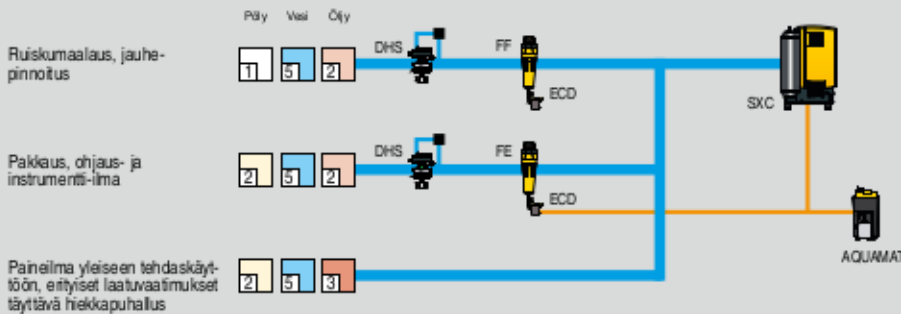 Pöly Vesi Öljy
Ruiskumaalaus, jauhe-
pinnoitus
1 5 2
DHS
FF
ECD
SXC
Pakkaus, ohjaus- ja
instrumentti-ilma
2 5 2
DHS
FE
ECD
AQUAMAT
Paineilma yleiseen tehdaskäyt-
töön, erityiset laatuvaatimukset
täyttävä hiekkapuhallus
2 5 3